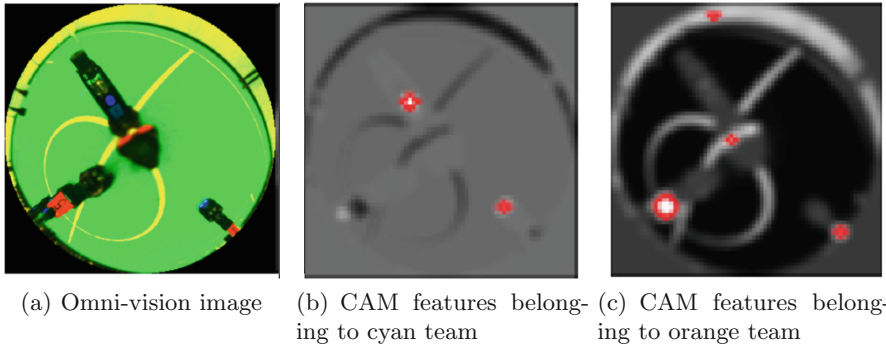 (a) Omni-vision image
(b) CAM features belong-
ing to cyan team
(c) CAM features belong-
ing to orange team